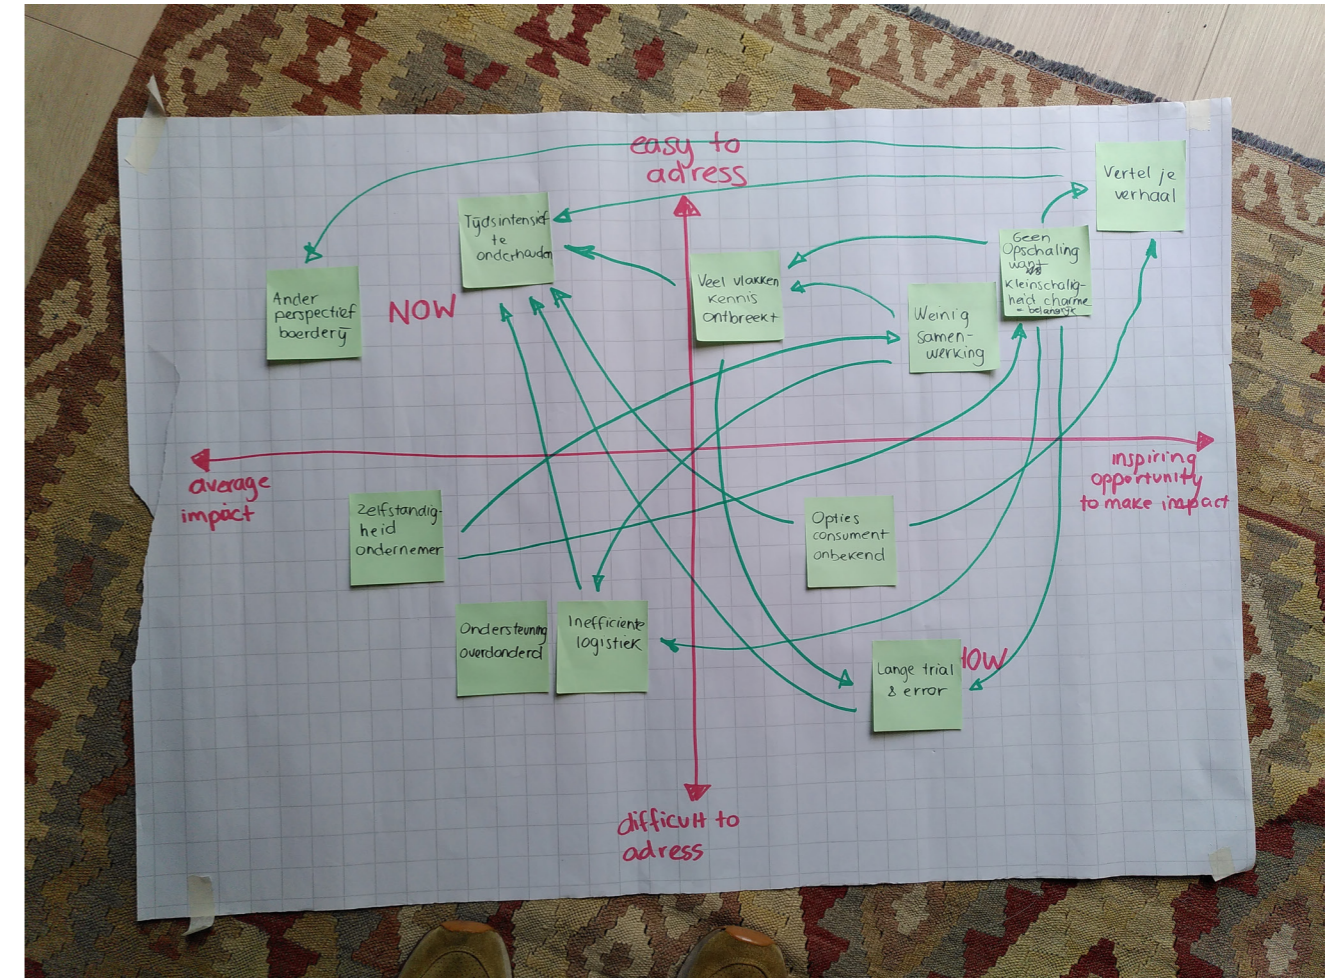 easy to
adress
Vertel je
verhaal
Tijdsintensief
te
onderhouden
Geen
Opschaling
want
kleinschalig-
heid charme
= belangrijk
Veel vlakken
kennis
ontbreekt
Ander
perspectief
boerderij
NOW
Weinig
samen-
werking
average
impact
inspiring
opportunity
to make impact
Zelfstandig-
heid
ondernemer
Opties
consument
onbekend
Ondersteuning
overdonderd
Inefficiente
logistiek
Lange trial
& error
HOW
difficult to
adress